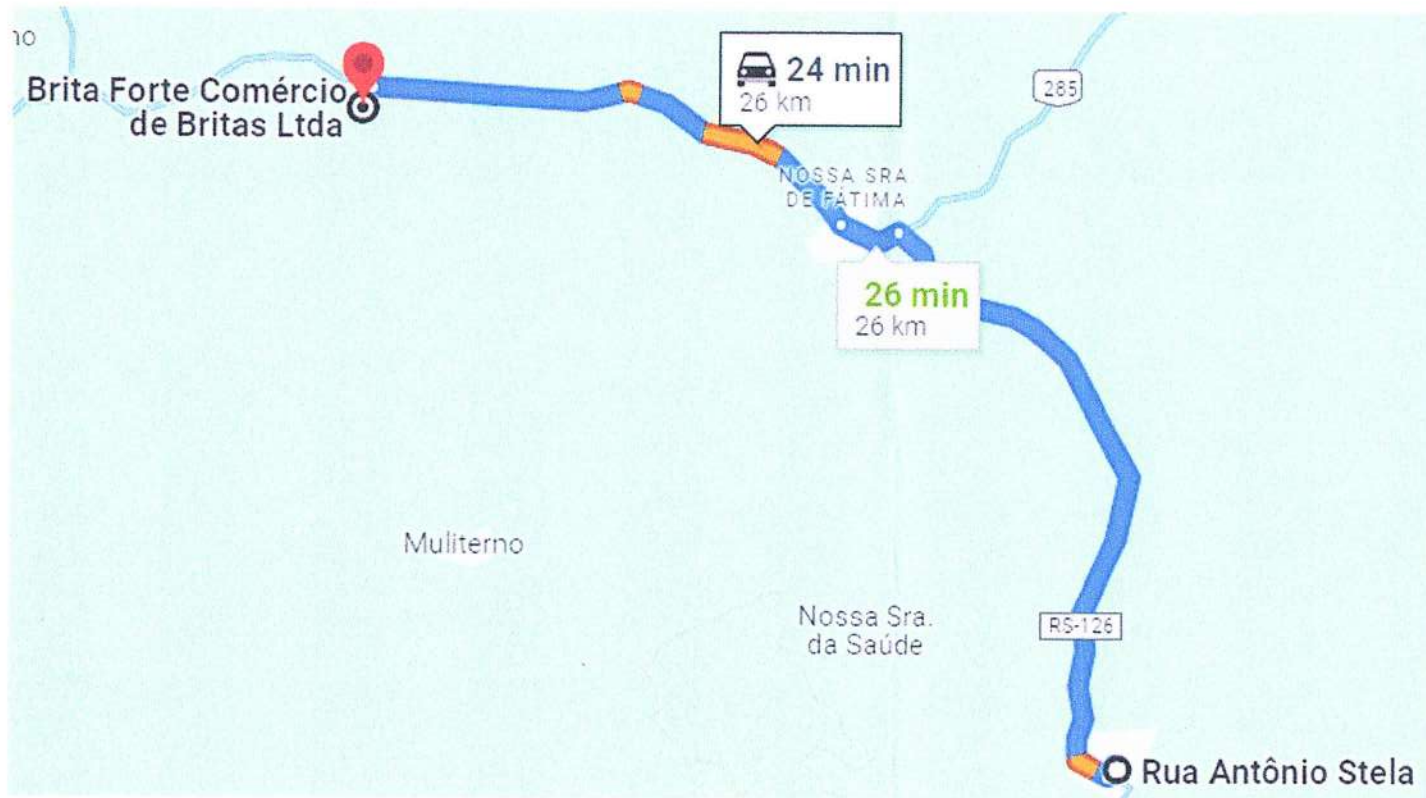 no
Brita Forte Comércio
de Britas Ltda
24 min
26 km
285
NOSSA SRA.
DE FÁTIMA
26 min
26 km
Muliterno
Nossa Sra.
da Saúde
RS-126
Rua Antônio Stela